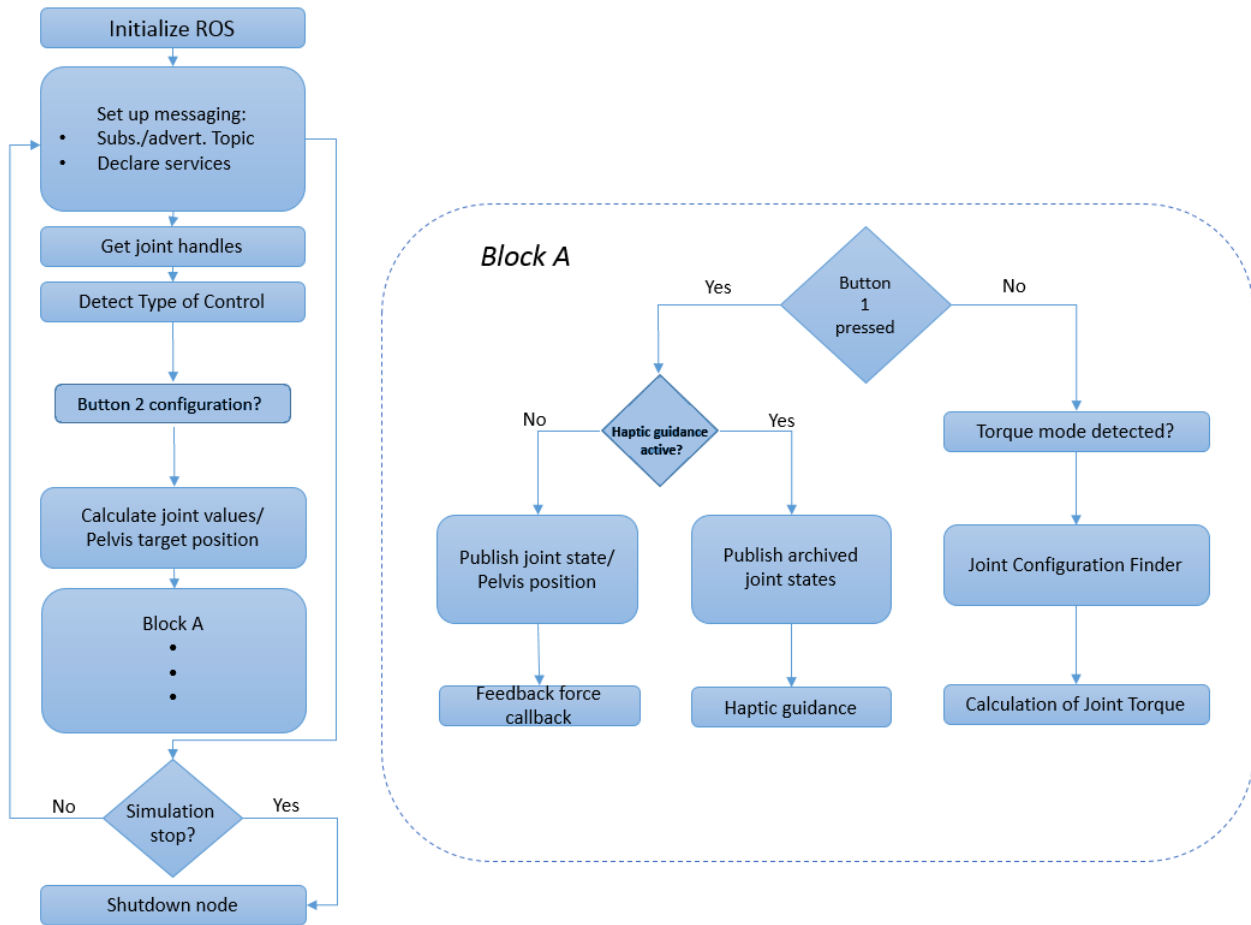 Initialize ROS
Set up messaging:
• Subs./advert. Topic
• Declare services
Get joint handles
Detect Type of Control
Button 2 configuration?
Calculate joint values/
Pelvis target position
Block A
•
•
•
Simulation
stop?
No
Yes
Shutdown node
Block A
Button
1
pressed
Yes
No
Haptic guidance
active?
No
Yes
Torque mode detected?
Publish joint state/
Pelvis position
Publish archived
joint states
Joint Configuration Finder
Feedback force
callback
Haptic guidance
Calculation of Joint Torque